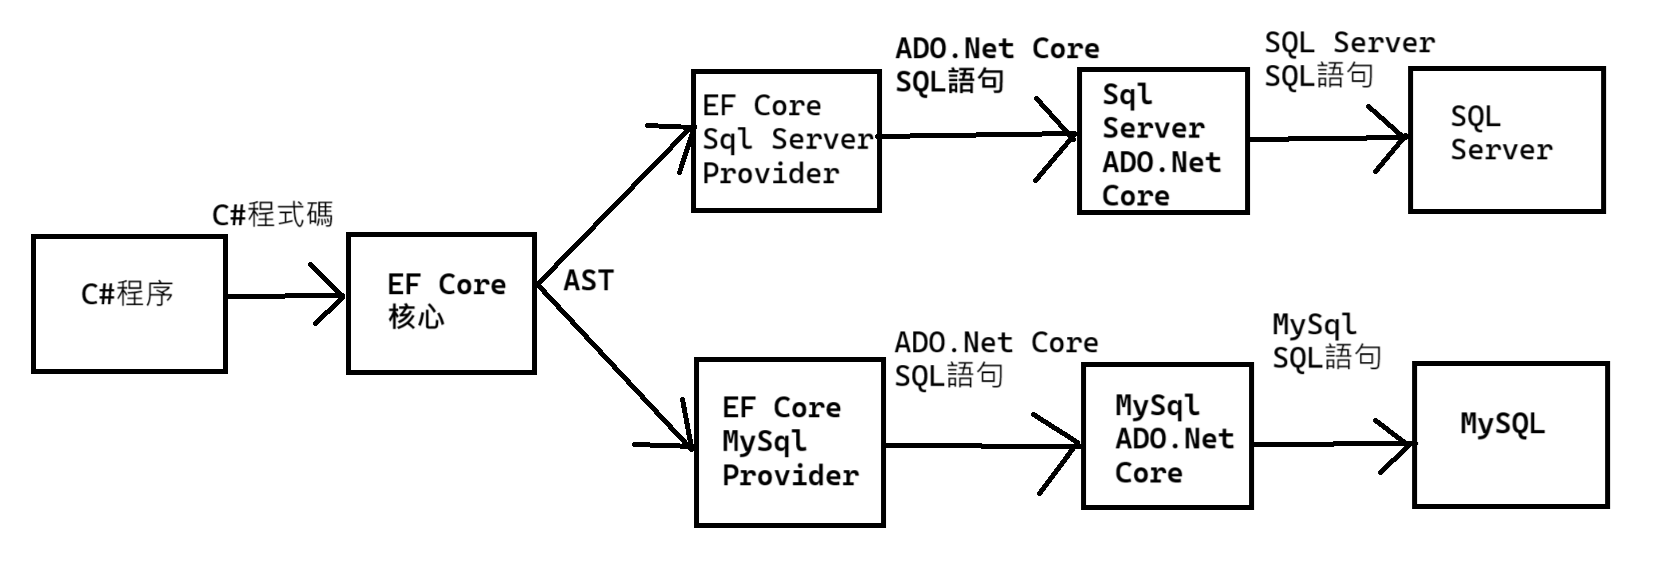 C#程序
C#程式碼
EF Core
核心
AST
EF Core
Sql Server
Provider
ADO.Net Core
SQL語句
Sql
Server
ADO.Net
Core
SQL Server
SQL語句
SQL
Server
EF Core
MySql
Provider
ADO.Net Core
SQL語句
MySql
ADO.Net
Core
MySql
SQL語句
MySQL